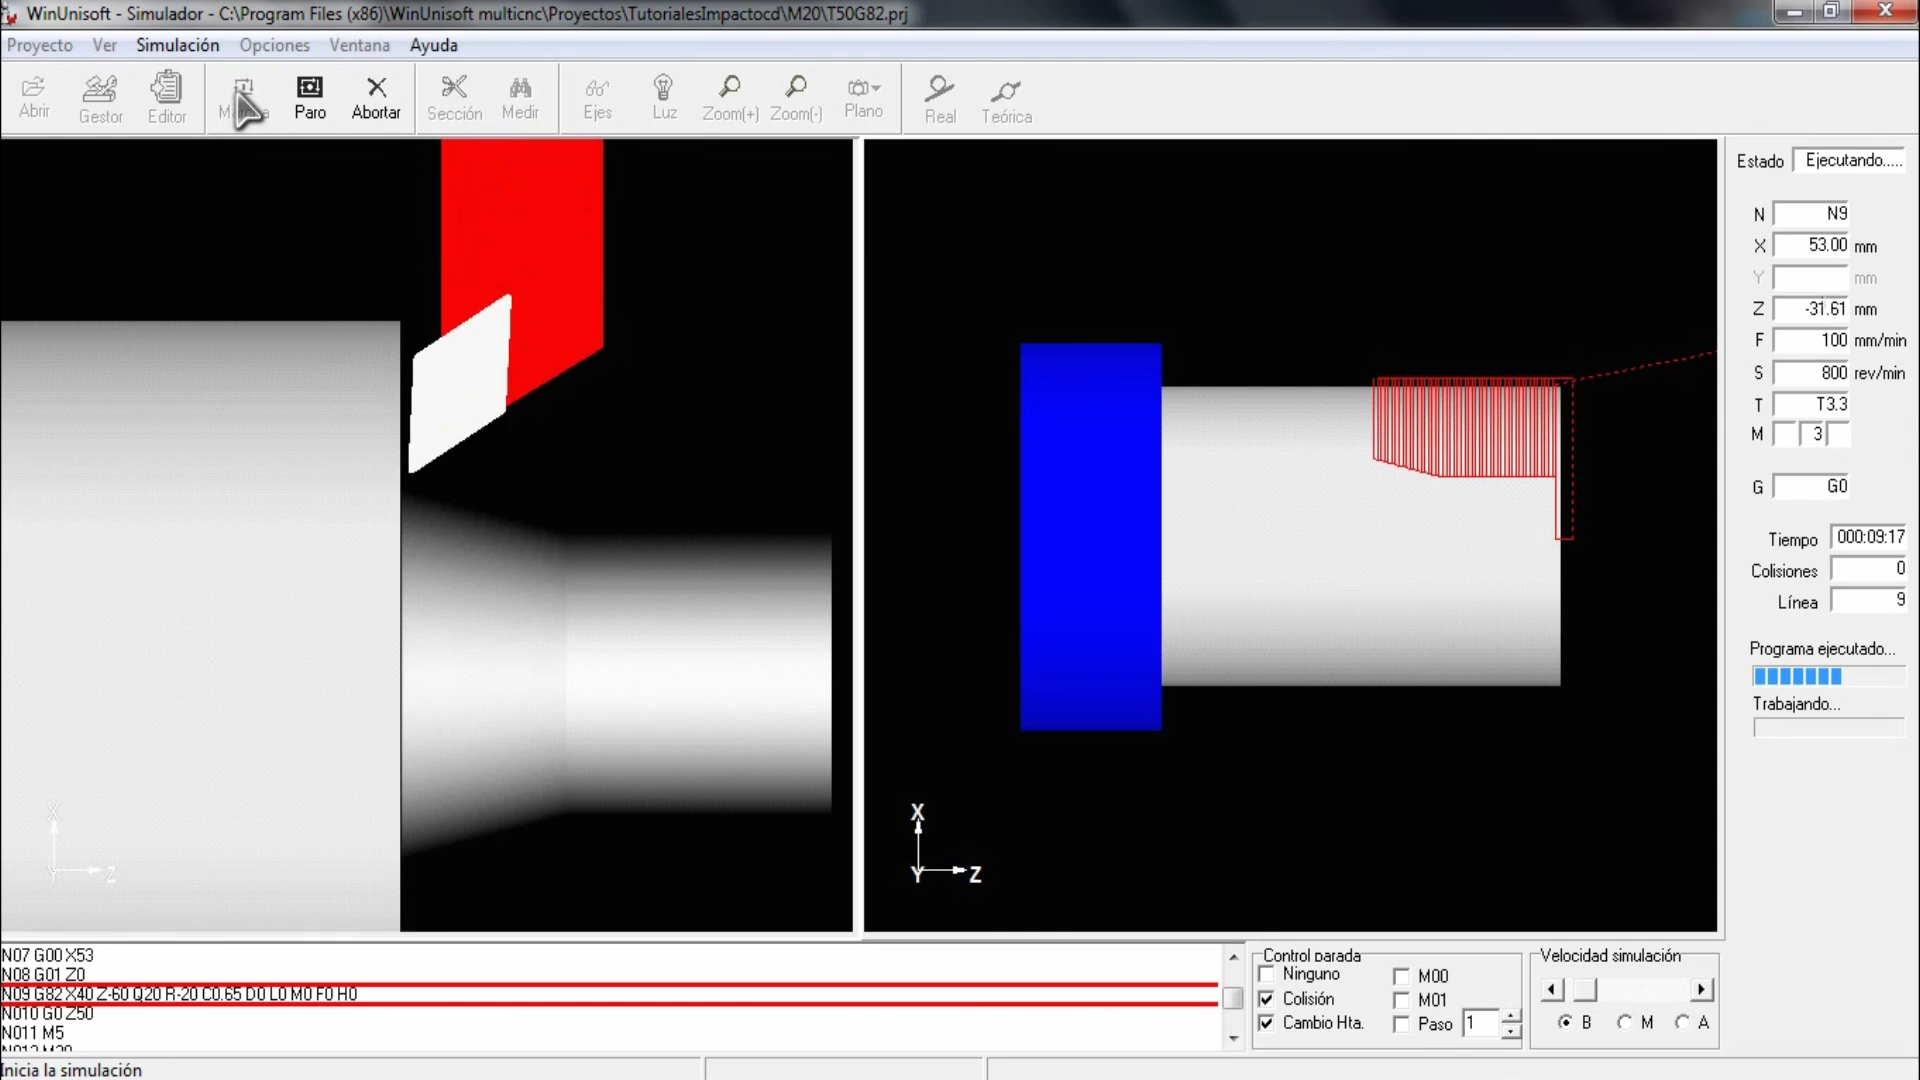 WinUnisoft - Simulador - C:\Program Files (x86)\WinUnisoft multicnc\Proyectos\TutorialesImpactocd\M20\T50G82.prj
Proyecto Ver Simulación Opciones Ventana Ayuda
Abrir Gestor Editor Paro Abortar Sección Medir Ejes Luz Zoom(+) Zoom(-) Plano Real Teórica
Estado Ejecutando.....
N N9
X 53.00 mm
Y mm
Z -31.61 mm
F 100 mm/min
S 800 rev/min
T T3.3
M 3
G G0
Tiempo 000:09:17
Colisiones 0
Línea 9
Programa ejecutado...
Trabajando...
X
Y Z
X
Y Z
N07 G00 X53
N08 G01 Z0
N09 G82 X40 Z-60 Q20 R-20 C0.65 D0 L0 M0 F0 H0
N010 G0 Z50
N011 M5
Control parada
Ninguno M00
Colisión M01
Cambio Hta. Paso 1
Velocidad simulación
B M A
Inicia la simulación